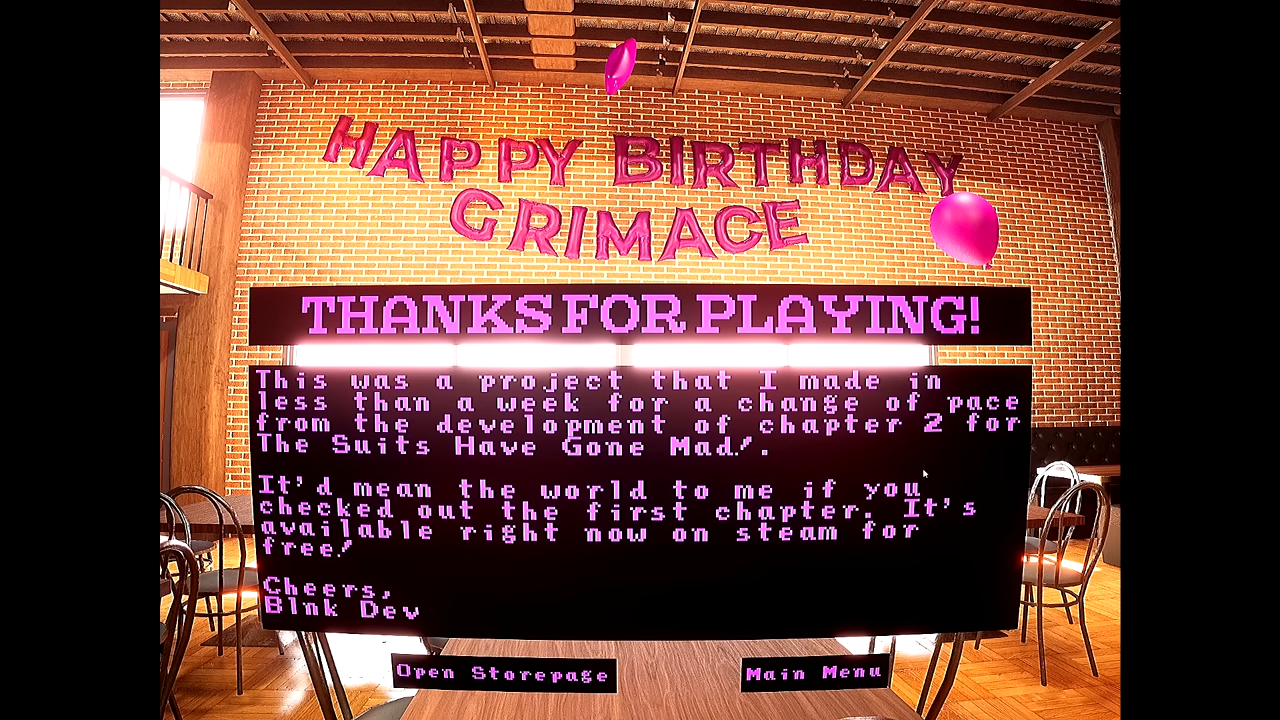 HAPPY BIRTHDAY
GRIMACE
THANKS FOR PLAYING!
This was a project that I made in
less than a week for a change of pace
from the development of chapter 2 for
The Suits Have Gone Mad!.
It'd mean the world to me if you
checked out the first chapter. It's
available right now on steam for
free!
Cheers,
Blnk Dev
Open Storepage
Main Menu